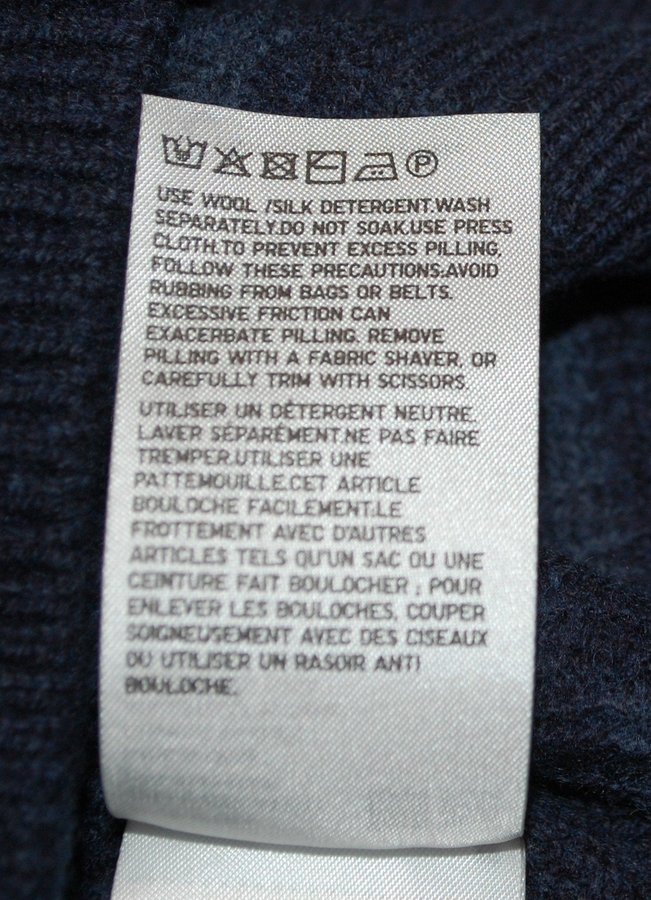 P
USE WOOL /SILK DETERGENT.WASH
SEPARATELY.DO NOT SOAK.USE PRESS
CLOTH.TO PREVENT EXCESS PILLING,
FOLLOW THESE PRECAUTIONS:AVOID
RUBBING FROM BAGS OR BELTS.
EXCESSIVE FRICTION CAN
EXACERBATE PILLING. REMOVE
PILLING WITH A FABRIC SHAVER, OR
CAREFULLY TRIM WITH SCISSORS.
UTILISER UN DÉTERGENT NEUTRE.
LAVER SÉPARÉMENT.NE PAS FAIRE
TREMPER.UTILISER UNE
PATTEMOUILLE.CET ARTICLE
BOULOCHE FACILEMENT.LE
FROTTEMENT AVEC D'AUTRES
ARTICLES TELS QU'UN SAC OU UNE
CEINTURE FAIT BOULOCHER ; POUR
ENLEVER LES BOULOCHES, COUPER
SOIGNEUSEMENT AVEC DES CISEAUX
OU UTILISER UN RASOIR ANTI
BOULOCHE.